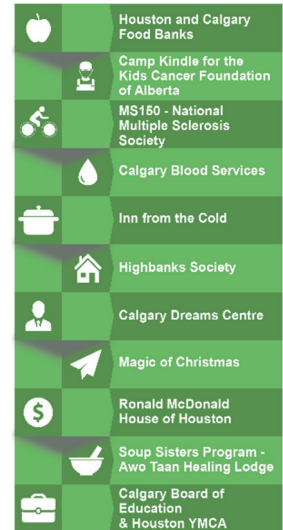 Houston and Calgary
Food Banks
Camp Kindle for the
Kids Cancer Foundation
of Alberta
MS150 - National
Multiple Sclerosis
Society
Calgary Blood Services
Inn from the Cold
Highbanks Society
Calgary Dreams Centre
Magic of Christmas
$
Ronald McDonald
House of Houston
Soup Sisters Program -
Awo Taan Healing Lodge
Calgary Board of
Education
& Houston YMCA